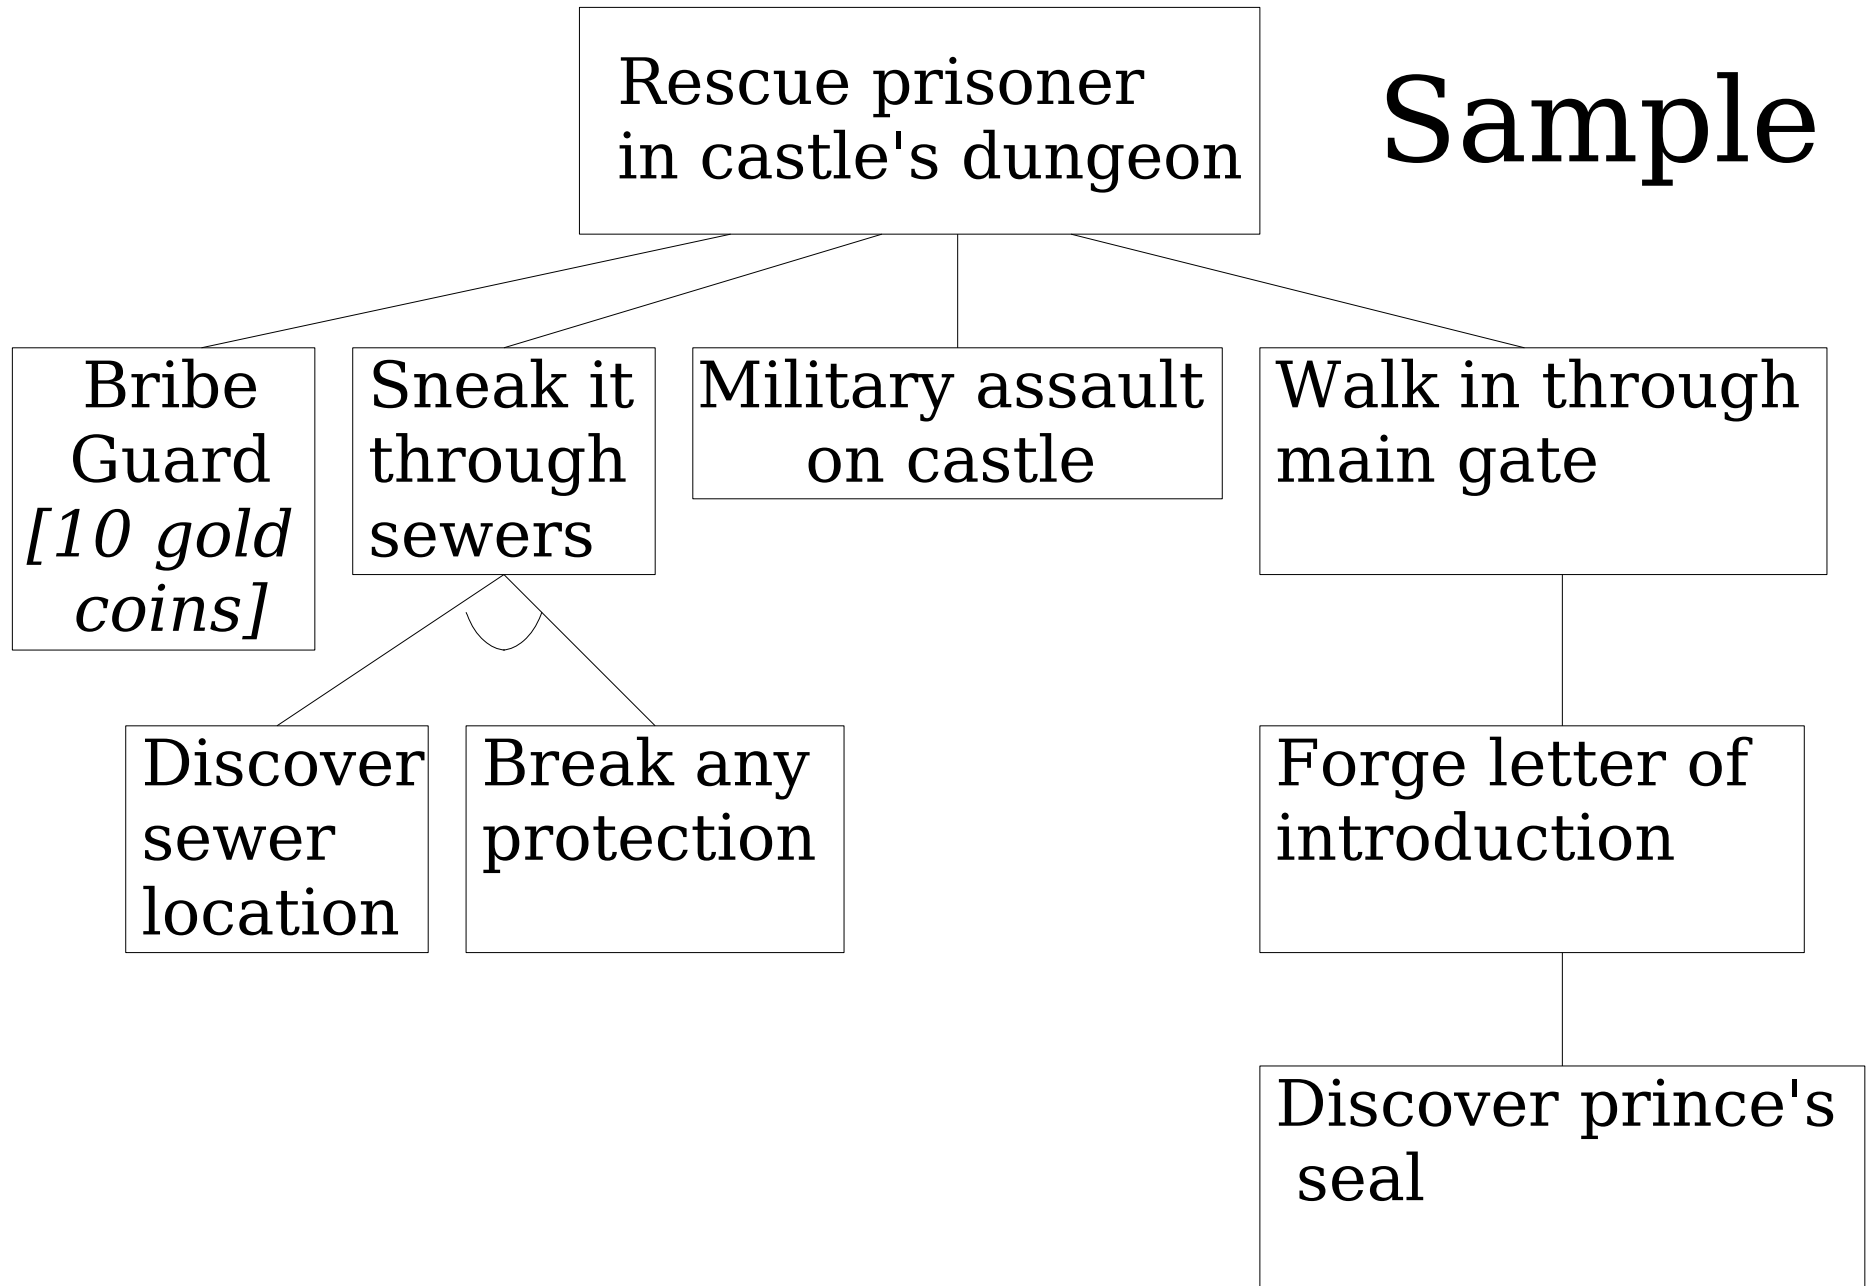 Rescue prisoner
in castle's dungeon
Sample
Bribe
Guard
[10 gold
coins]
Sneak it
through
sewers
Military assault
on castle
Walk in through
main gate
Discover
sewer
location
Break any
protection
Forge letter of
introduction
Discover prince's
seal